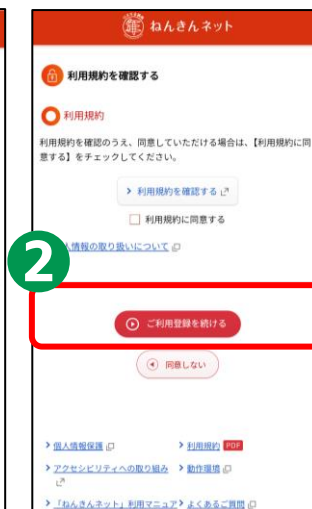 ねんきんネット
利用規約を確認する
利用規約
利用規約を確認のうえ、同意していただける場合は、【利用規約に同
意する】をチェックしてください。
利用規約を確認する
利用規約に同意する
人情報の取り扱いについて
2
ご利用登録を続ける
同意しない
個人情報保護
利用規約 PDF
アクセシビリティへの取り組み
動作環境
「ねんきんネット」利用マニュア
よくあるご質問